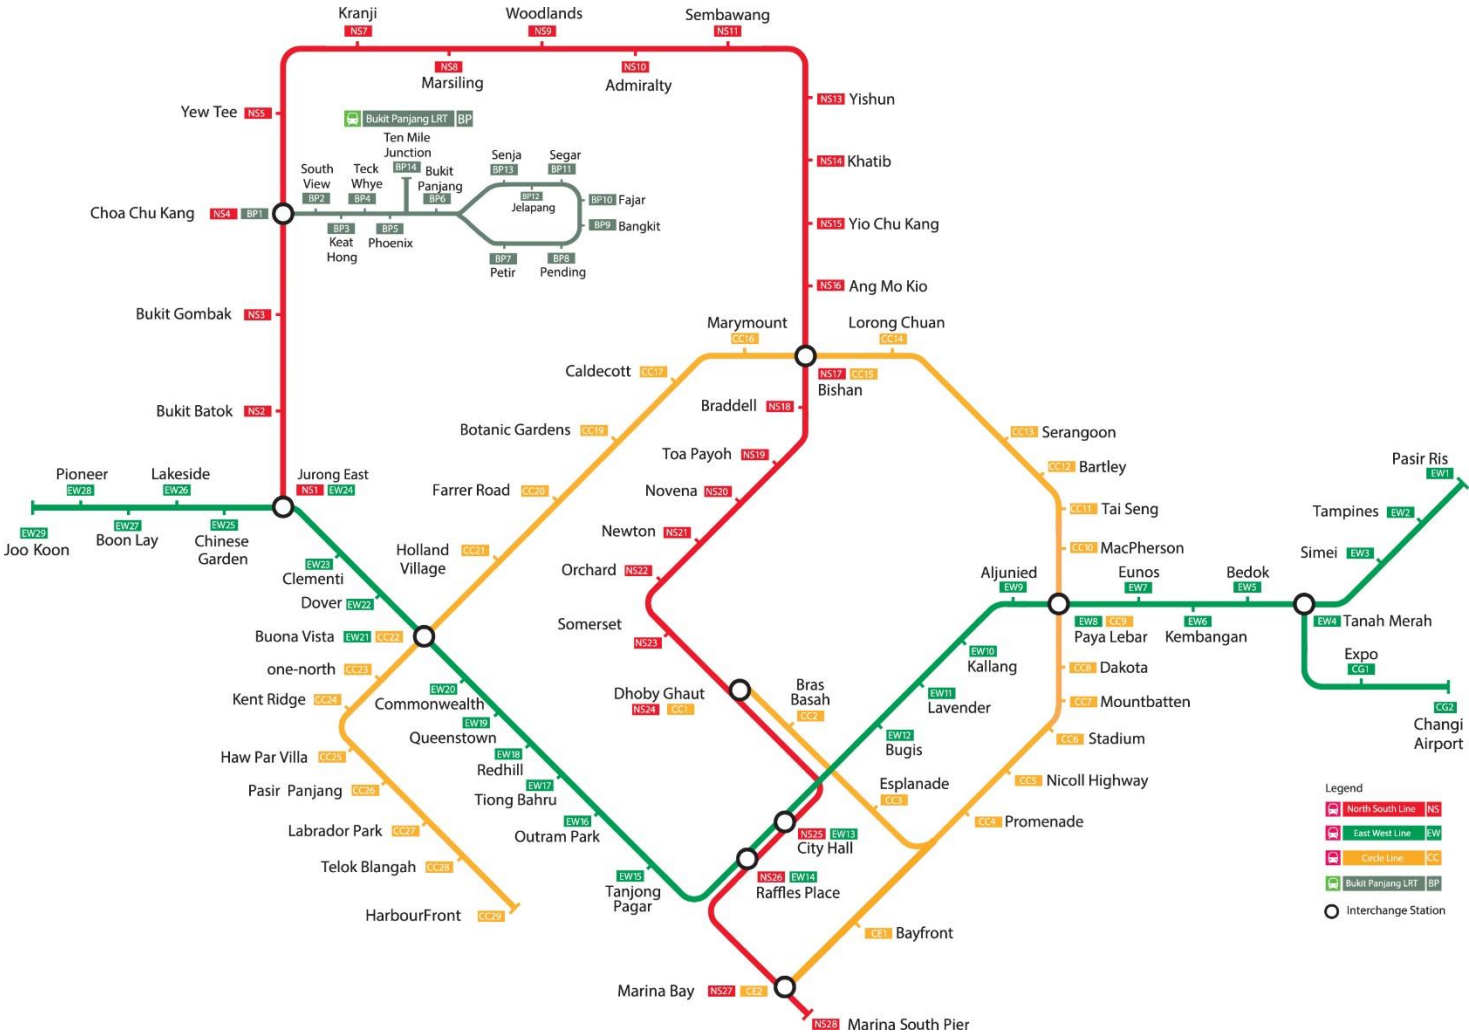 Kranji
NS7
Woodlands
NS9
Sembawang
NS11
NS8
Marsiling
NS10
Admiralty
Yew Tee NS5
NS13 Yishun
Bukit Panjang LRT BP
Ten Mile
Junction
BP14
South
View
BP2
Teck
Whye
BP4
Bukit
Panjang
BP6
Senja
BP13
Segar
BP11
NS14 Khatib
BP12
Jelapang
BP10 Fajar
Choa Chu Kang NS4 BP1
BP3
Keat
Hong
BP5
Phoenix
BP9 Bangkit
NS15 Yio Chu Kang
BP7
Petir
BP8
Pending
NS16 Ang Mo Kio
Bukit Gombak NS3
Marymount
CC16
Lorong Chuan
CC14
Caldecott CC17
NS17 CC15
Bishan
Bukit Batok NS2
Braddell NS18
Botanic Gardens CC19
CC13 Serangoon
Toa Payoh NS19
CC12 Bartley
Pasir Ris
EW1
Pioneer
EW28
Lakeside
EW26
Jurong East
NS1 EW24
Farrer Road CC20
Novena NS20
CC11 Tai Seng
Tampines EW2
EW29
Joo Koon
EW27
Boon Lay
EW25
Chinese
Garden
Newton NS21
CC10 MacPherson
Simei EW3
Holland
Village
CC21
EW23
Clementi
Orchard NS22
Aljunied
EW9
Eunos
EW7
Bedok
EW5
Dover EW22
Somerset
NS23
EW8 CC9
Paya Lebar
EW6
Kembangan
EW4 Tanah Merah
Buona Vista EW21 CC22
EW10
Kallang
one-north CC23
CC8 Dakota
Expo
CG1
EW20
Commonwealth
Dhoby Ghaut
NS24 CC1
Bras
Basah
CC2
EW11
Lavender
Kent Ridge CC24
CC7 Mountbatten
CG2
Changi
Airport
EW19
Queenstown
EW12
Bugis
CC6 Stadium
Haw Par Villa CC25
EW18
Redhill
CC5 Nicoll Highway
Pasir Panjang CC26
EW17
Tiong Bahru
Esplanade
CC3
Labrador Park CC27
EW16
Outram Park
NS25 EW13
City Hall
CC4 Promenade
Telok Blangah CC28
EW15
Tanjong
Pagar
NS26 EW14
Raffles Place
HarbourFront CC29
CE1 Bayfront
Marina Bay NS27 CE2
NS28 Marina South Pier
Legend
North South Line NS
East West Line EW
Circle Line CC
Bukit Panjang LRT BP
Interchange Station